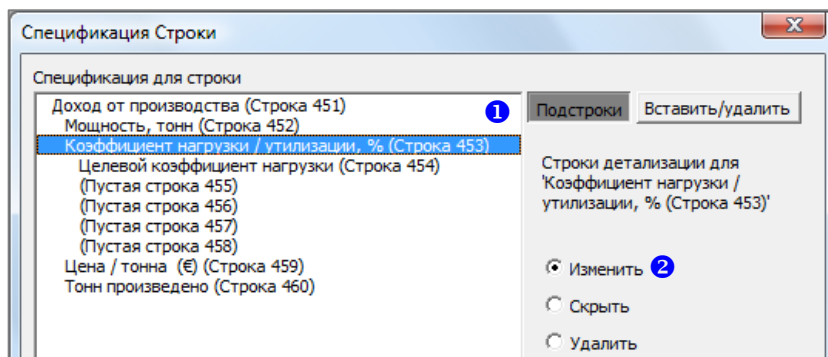 Спецификация Строки
x
Спецификация для строки
Доход от производства (Строка 451)
Мощность, тонн (Строка 452)
Коэффициент нагрузки / утилизации, % (Строка 453)
Целевой коэффициент нагрузки (Строка 454)
(Пустая строка 455)
(Пустая строка 456)
(Пустая строка 457)
(Пустая строка 458)
Цена / тонна (€) (Строка 459)
Тонн произведено (Строка 460)
1
Подстроки Вставить/удалить
Строки детализации для
'Коэффициент нагрузки /
утилизации, % (Строка 453)'
Изменить 2
Скрыть
Удалить